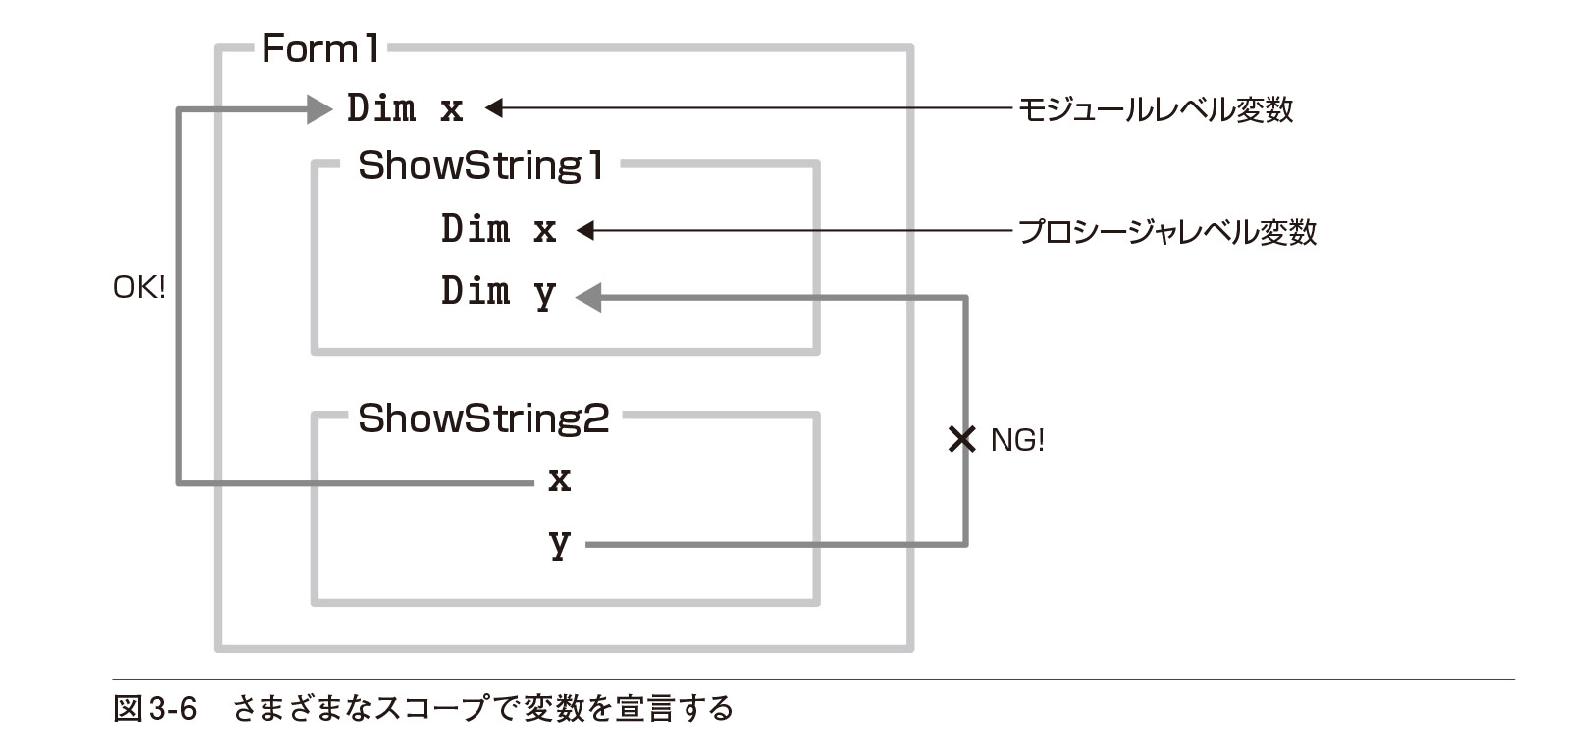 Form1
Dim x
モジュールレベル変数
ShowString1
Dim x
プロシージャレベル変数
Dim y
OK!
ShowString2
NG!
x
y
図3-6 さまざまなスコープで変数を宣言する